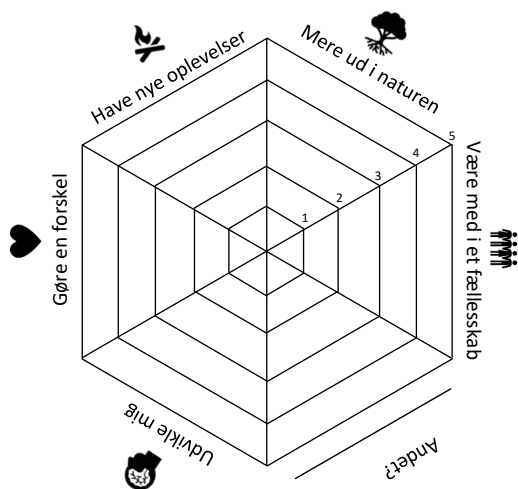 Have nye oplevelser
Mere ud i naturen
Være med i et fællesskab
Andet?
Udvikle mig
Gøre en forskel
1
2
3
4
5